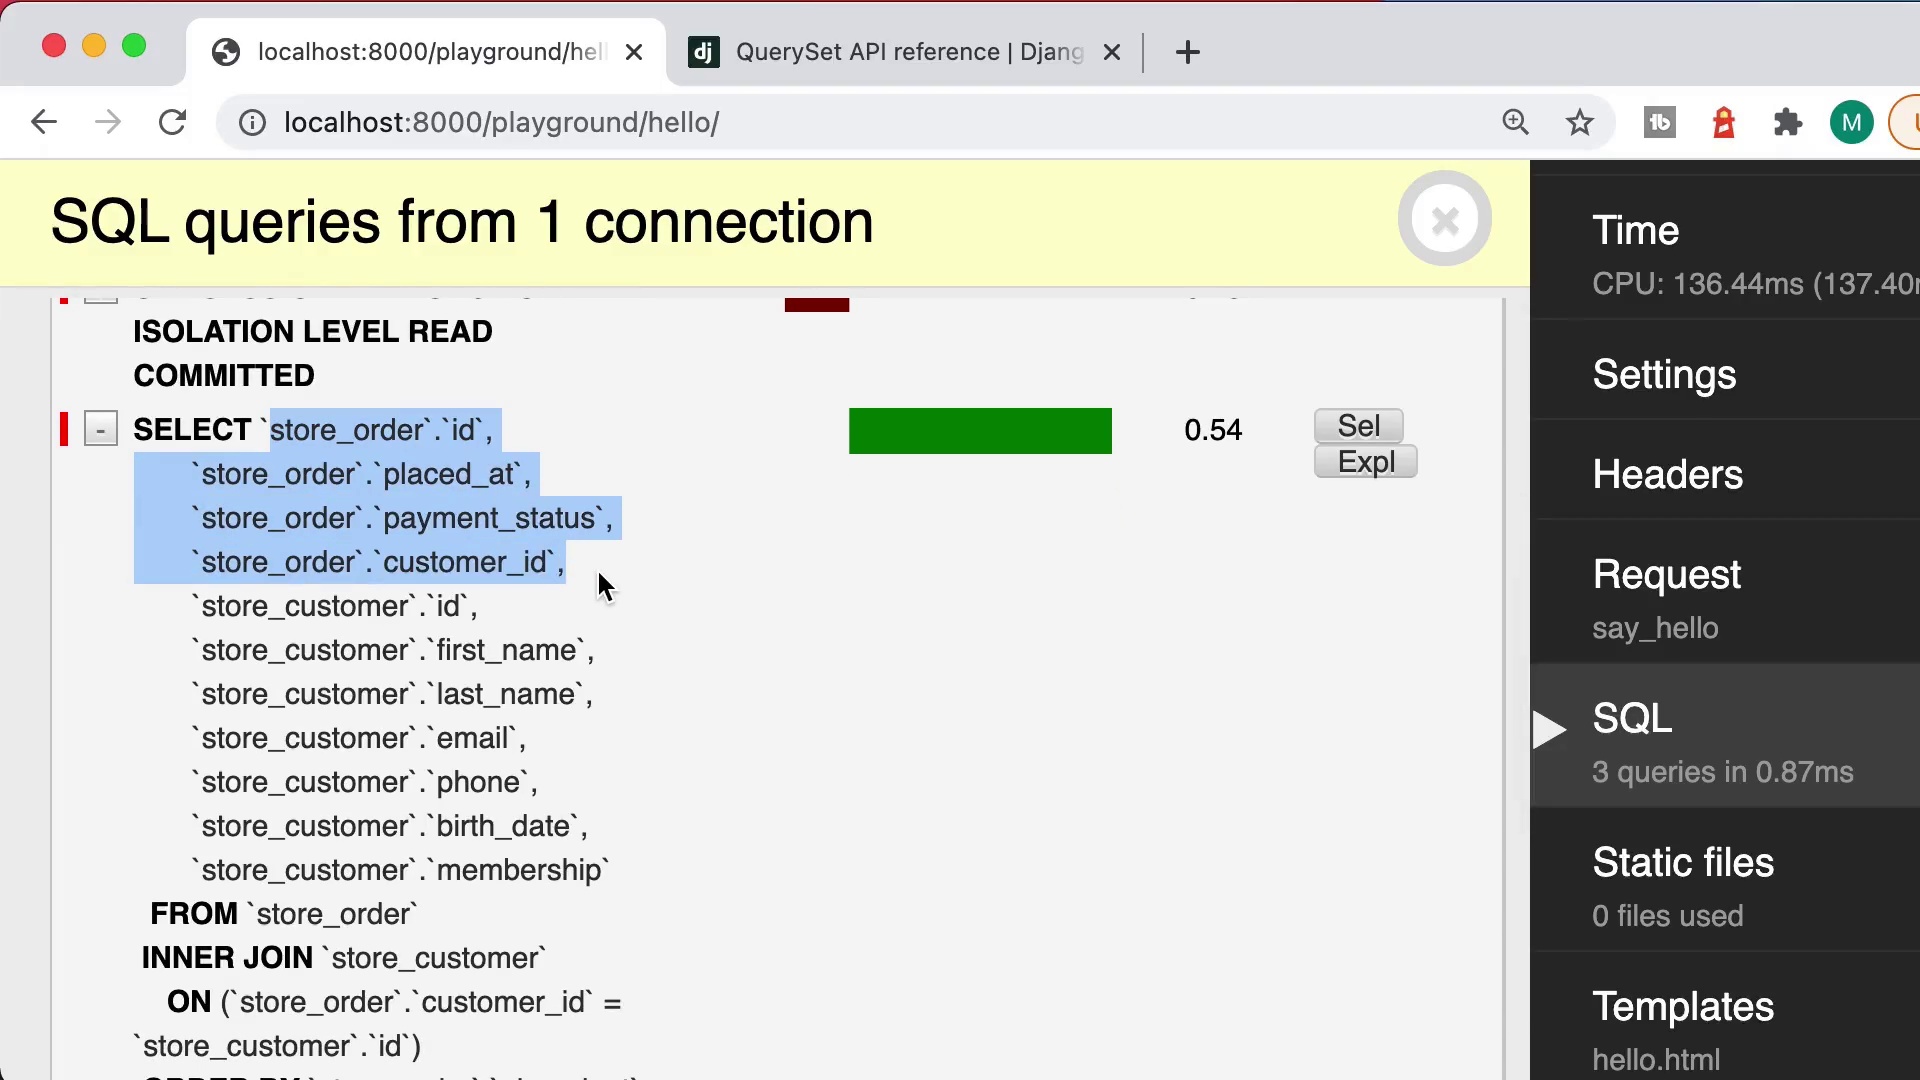 localhost:8000/playground/hel
QuerySet API reference | Djang
localhost:8000/playground/hello/
M
SQL queries from 1 connection
ISOLATION LEVEL READ
COMMITTED
- SELECT `store_order`.`id`, 0.54 Sel
Expl
`store_order`.`placed_at`,
`store_order`.`payment_status`,
`store_order`.`customer_id`,
`store_customer`.`id`,
`store_customer`.`first_name`,
`store_customer`.`last_name`,
`store_customer`.`email`,
`store_customer`.`phone`,
`store_customer`.`birth_date`,
`store_customer`.`membership`
FROM `store_order`
INNER JOIN `store_customer`
ON (`store_order`.`customer_id` =
`store_customer`.`id`)
ORDER BY
Time
CPU: 136.44ms (137.40
Settings
Headers
Request
say_hello
SQL
3 queries in 0.87ms
Static files
0 files used
Templates
hello.html